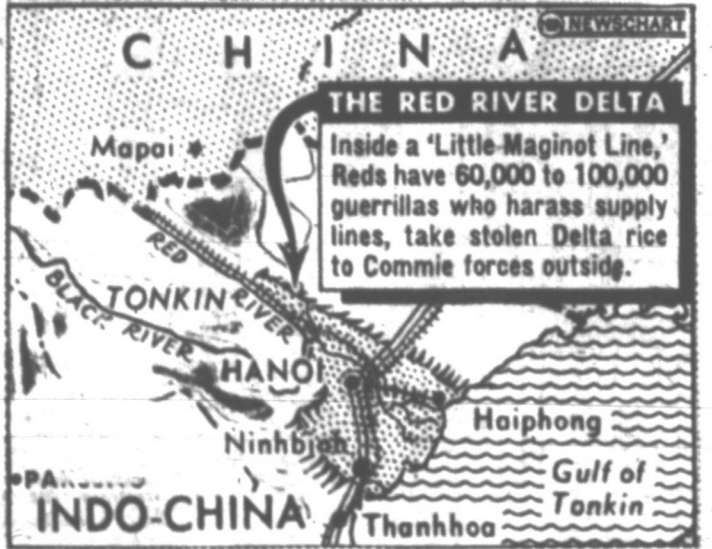 NEWSCHART
CHINA
THE RED RIVER DELTA
Inside a 'Little Maginot Line,'
Reds have 60,000 to 100,000
guerrillas who harass supply
lines, take stolen Delta rice
to Commie forces outside.
Mapai
RED
RIVER
TONKIN
BLACK RIVER
HANOI
Haiphong
Gulf of
Tonkin
INDO-CHINA
Thanhhoa